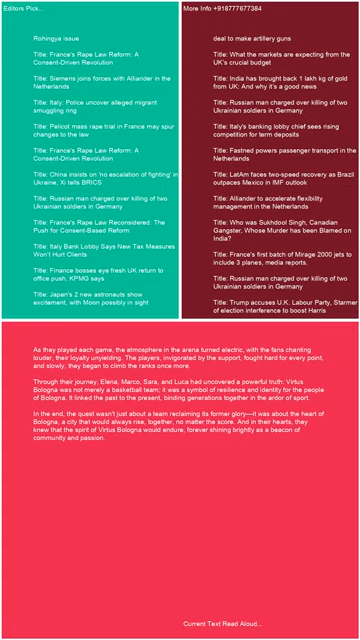 Editors Pick...
Rohingya issue
Title: France's Rape Law Reform: A
Consent-Driven Revolution
Title: Siemens joins forces with Alliander in the
Netherlands
Title: Italy: Police uncover alleged migrant
smuggling ring
Title: Pelicot mass rape trial in France may spur
changes to the law
Title: France's Rape Law Reform: A
Consent-Driven Revolution
Title: China insists on 'no escalation of fighting' in
Ukraine, Xi tells BRICS
Title: Russian man charged over killing of two
Ukrainian soldiers in Germany
Title: France's Rape Law Reconsidered: The
Push for Consent-Based Reform
Title: Italy Bank Lobby Says New Tax Measures
Won't Hurt Clients
Title: Finance bosses eye fresh UK return to
office push, KPMG says
Title: Japan's 2 new astronauts show
excitement, with Moon possibly in sight
More Info +918777677384
deal to make artillery guns
Title: What the markets are expecting from the
UK's crucial budget
Title: India has brought back 1 lakh kg of gold
from UK: And why it's a good news
Title: Russian man charged over killing of two
Ukrainian soldiers in Germany
Title: Italy's banking lobby chief sees rising
competition for term deposits
Title: Fastned powers passenger transport in the
Netherlands
Title: LatAm faces two-speed recovery as Brazil
outpaces Mexico in IMF outlook
Title: Alliander to accelerate flexibility
management in the Netherlands
Title: Who was Sukhdool Singh, Canadian
Gangster, Whose Murder has been Blamed on
India?
Title: France's first batch of Mirage 2000 jets to
include 3 planes, media reports.
Title: Russian man charged over killing of two
Ukrainian soldiers in Germany
Title: Trump accuses U.K. Labour Party, Starmer
of election interference to boost Harris
As they played each game, the atmosphere in the arena turned electric, with the fans chanting
louder, their loyalty unyielding. The players, invigorated by the support, fought hard for every point,
and slowly, they began to climb the ranks once more.
Through their journey, Elena, Marco, Sara, and Luca had uncovered a powerful truth: Virtus
Bologna was not merely a basketball team; it was a symbol of resilience and identity for the people
of Bologna. It linked the past to the present, binding generations together in the ardor of sport.
In the end, the quest wasn't just about a team reclaiming its former glory—it was about the heart of
Bologna, a city that would always rise, together, no matter the score. And in their hearts, they
knew that the spirit of Virtus Bologna would endure, forever shining brightly as a beacon of
community and passion.
Current Text Read Aloud...